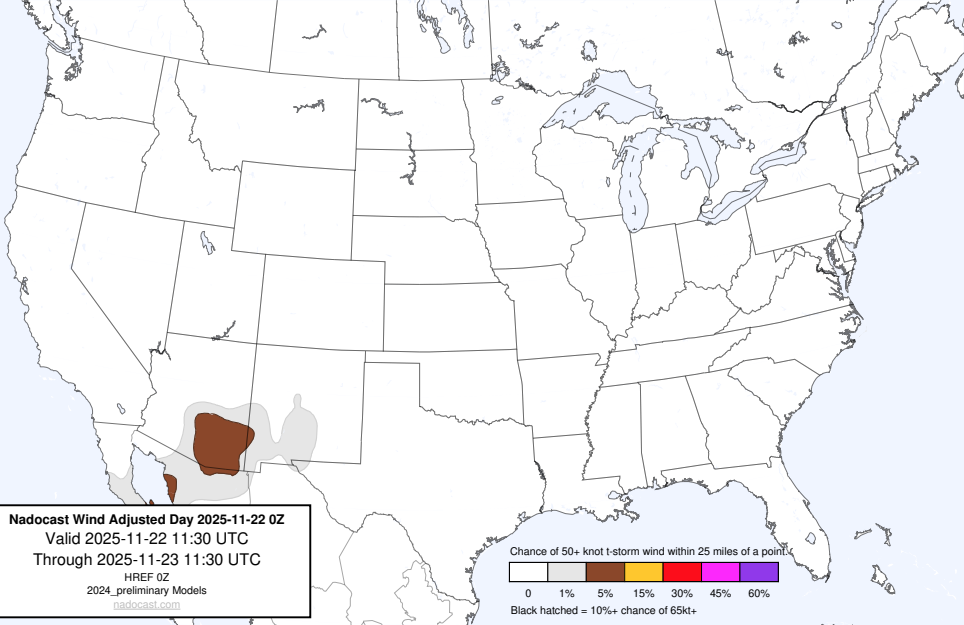 Nadocast Wind Adjusted Day 2025-11-22 0Z
Valid 2025-11-22 11:30 UTC
Through 2025-11-23 11:30 UTC
HREF 0Z
2024_preliminary Models
nadocast.com
Chance of 50+ knot t-storm wind within 25 miles of a point.
0 1% 5% 15% 30% 45% 60%
Black hatched = 10%+ chance of 65kt+